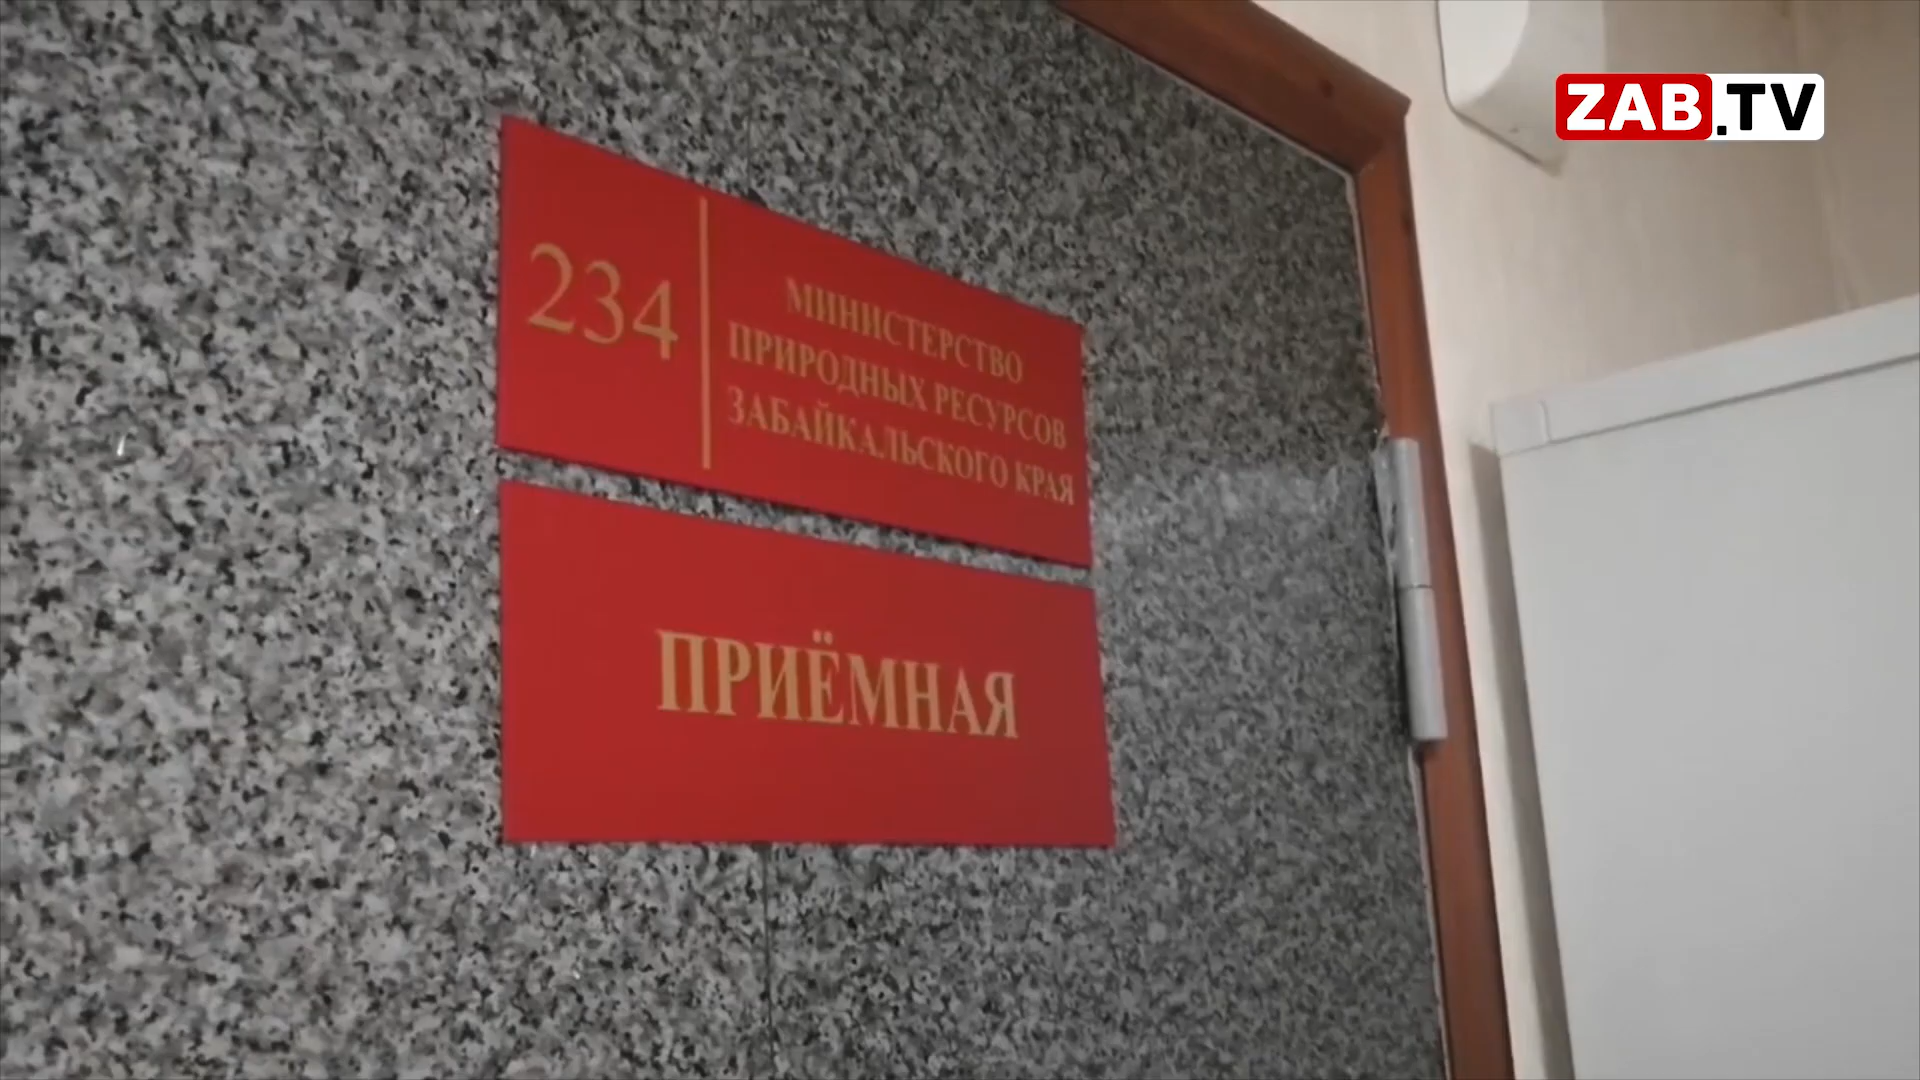 ZAB.TV
234
МИНИСТЕРСТВО
ПРИРОДНЫХ РЕСУРСОВ
ЗАБАЙКАЛЬСКОГО КРАЯ
ПРИЁМНАЯ